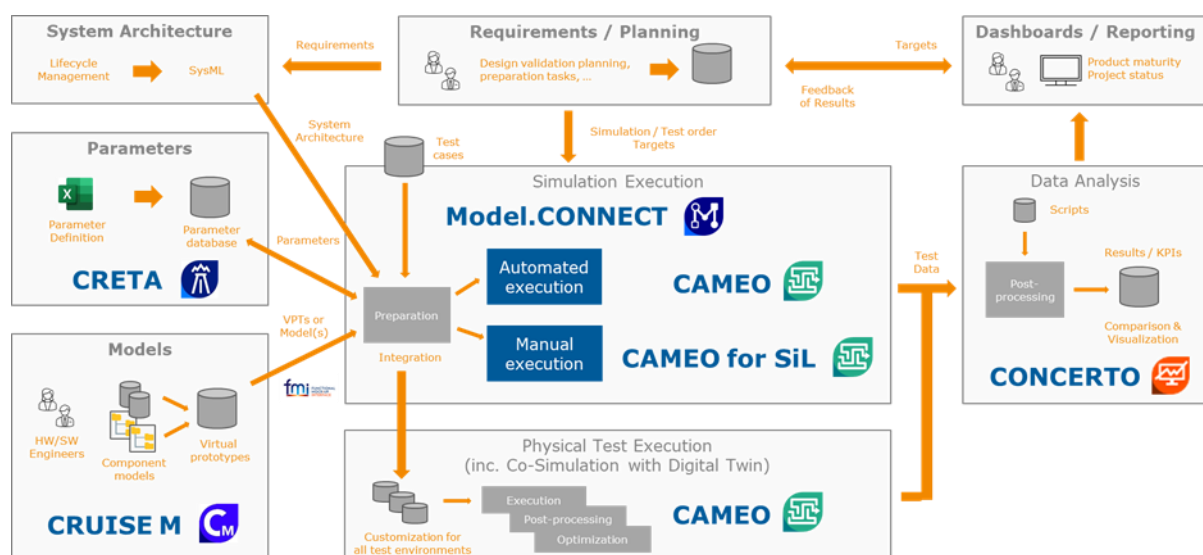 System Architecture
Lifecycle
Management
SysML
Requirements
Requirements / Planning
Design validation planning,
preparation tasks, ...
Targets
Feedback
of Results
Dashboards / Reporting
Product maturity
Project status
System
Architecture
Test
cases
Simulation / Test order
Targets
Parameters
Parameter
Definition
Parameter
database
CRETA
Parameters
Simulation Execution
Model.CONNECT
Preparation
Integration
Automated
execution
CAMEO
Manual
execution
CAMEO for SiL
Test
Data
Data Analysis
Scripts
Post-
processing
Results / KPIs
Comparison &
Visualization
CONCERTO
VPTs or
Model(s)
fmi
Models
HW/SW
Engineers
Component
models
Virtual
prototypes
CRUISE M
CM
Physical Test Execution
(inc. Co-Simulation with Digital Twin)
Customization for
all test environments
Execution
Post-processing
Optimization
CAMEO